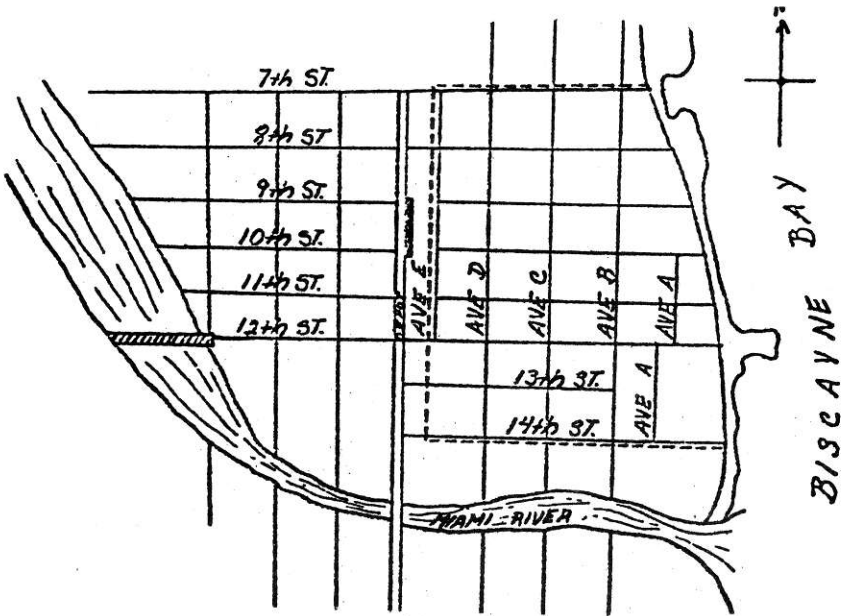 7th ST.
8th ST
9th ST.
10th ST.
11th ST.
12th ST.
AVE E
AVE D
AVE C
AVE B
AVE A
13th ST.
AVE A
14th ST.
MIAMI RIVER
BISCAYNE BAY